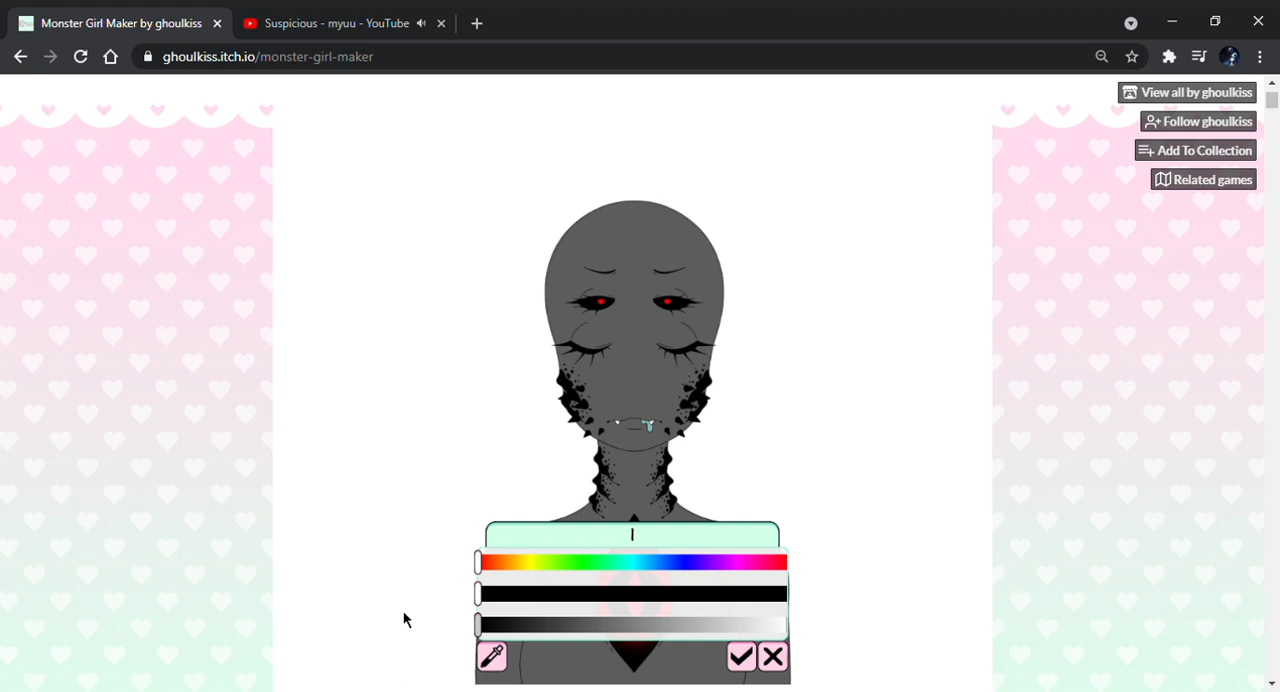 Monster Girl Maker by ghoulkiss
Suspicious - myuu - YouTube
ghoulkiss.itch.io/monster-girl-maker
View all by ghoulkiss
Follow ghoulkiss
Add To Collection
Related games